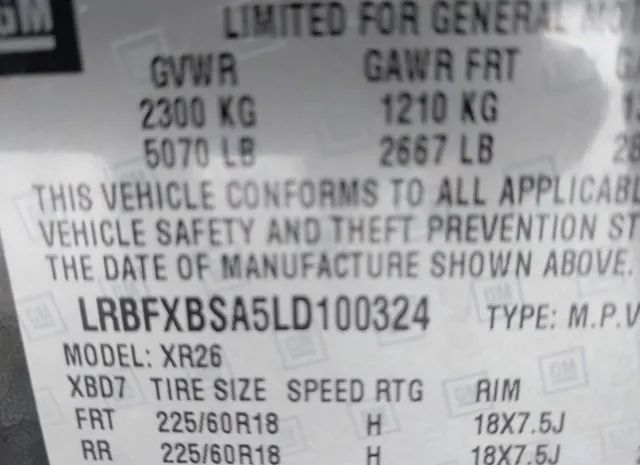 GM
LIMITED FOR GENERAL
GVWR GAWR FRT
2300 KG 1210 KG
5070 LB 2667 LB
THIS VEHICLE CONFORMS TO ALL
VEHICLE SAFETY AND THEFT PREVENTION
THE DATE OF MANUFACTURE SHOWN ABOVE.
LRBFXBSA5LD100324 TYPE: M.P.V
MODEL: XR26
XBD7 TIRE SIZE SPEED RTG RIM
FRT 225/60R18 H 18X7.5J
RR 225/60R18 H 18X7.5J